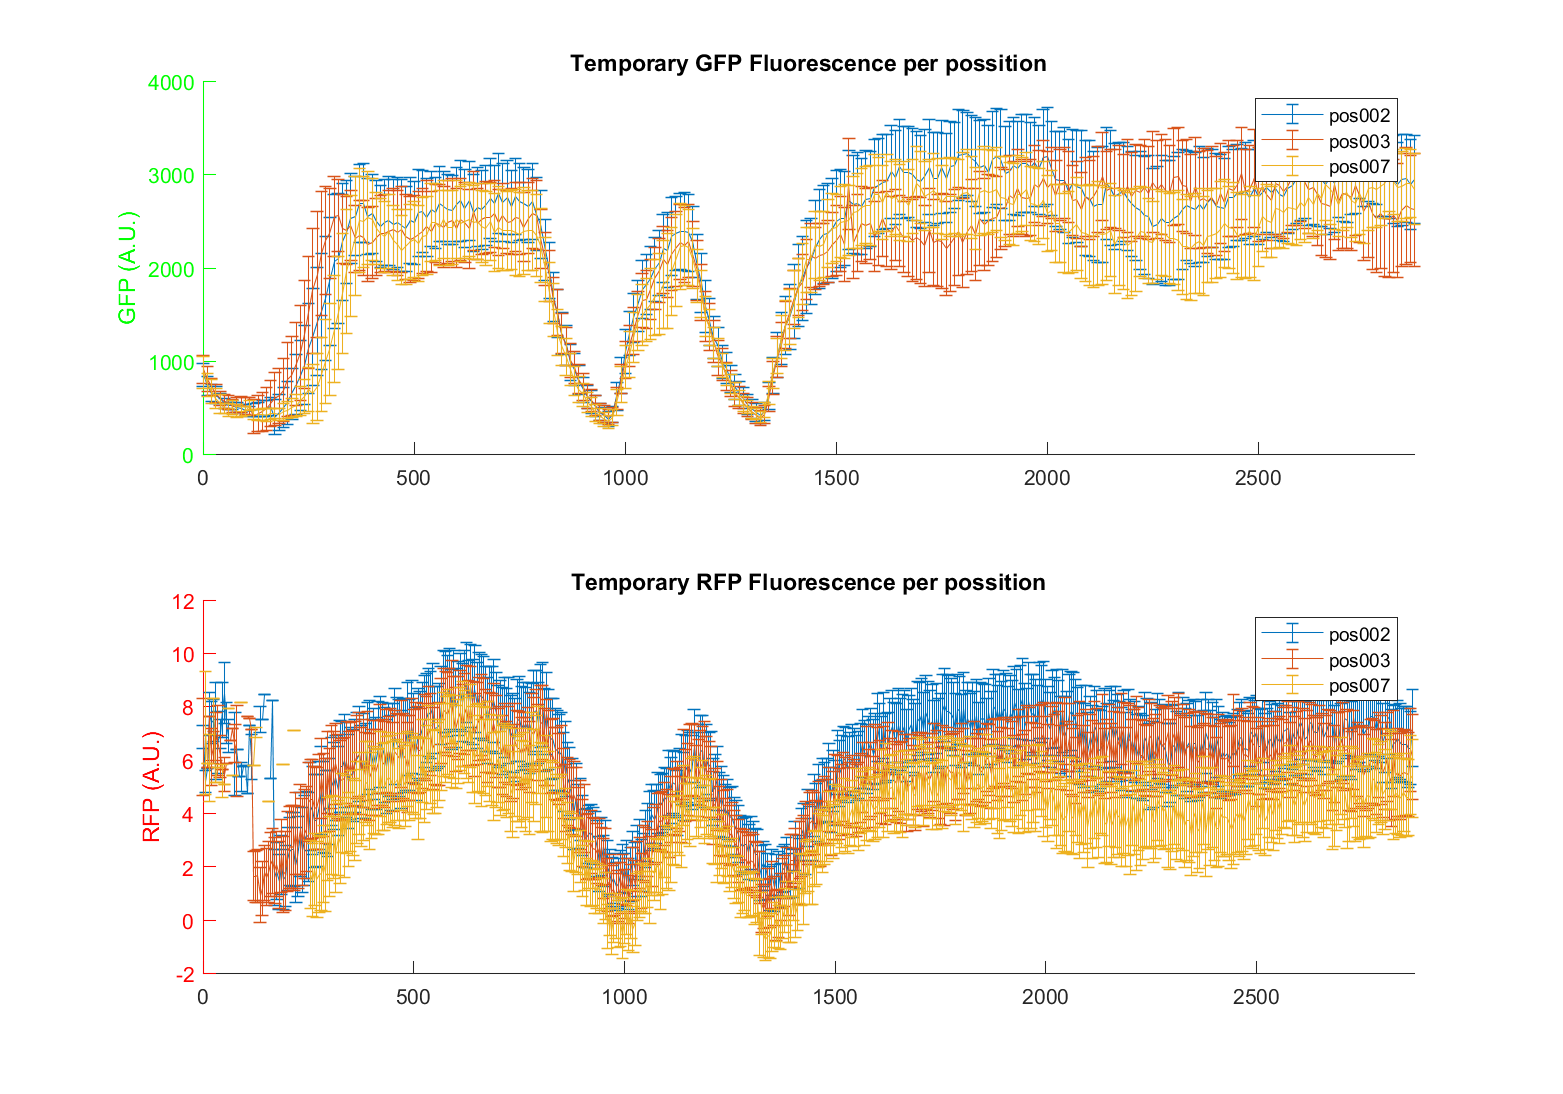 Temporary GFP Fluorescence per possition
GFP (A.U.)
4000
3000
2000
1000
0
0 500 1000 1500 2000 2500
pos002
pos003
pos007
Temporary RFP Fluorescence per possition
RFP (A.U.)
12
10
8
6
4
2
0
-2
0 500 1000 1500 2000 2500
pos002
pos003
pos007